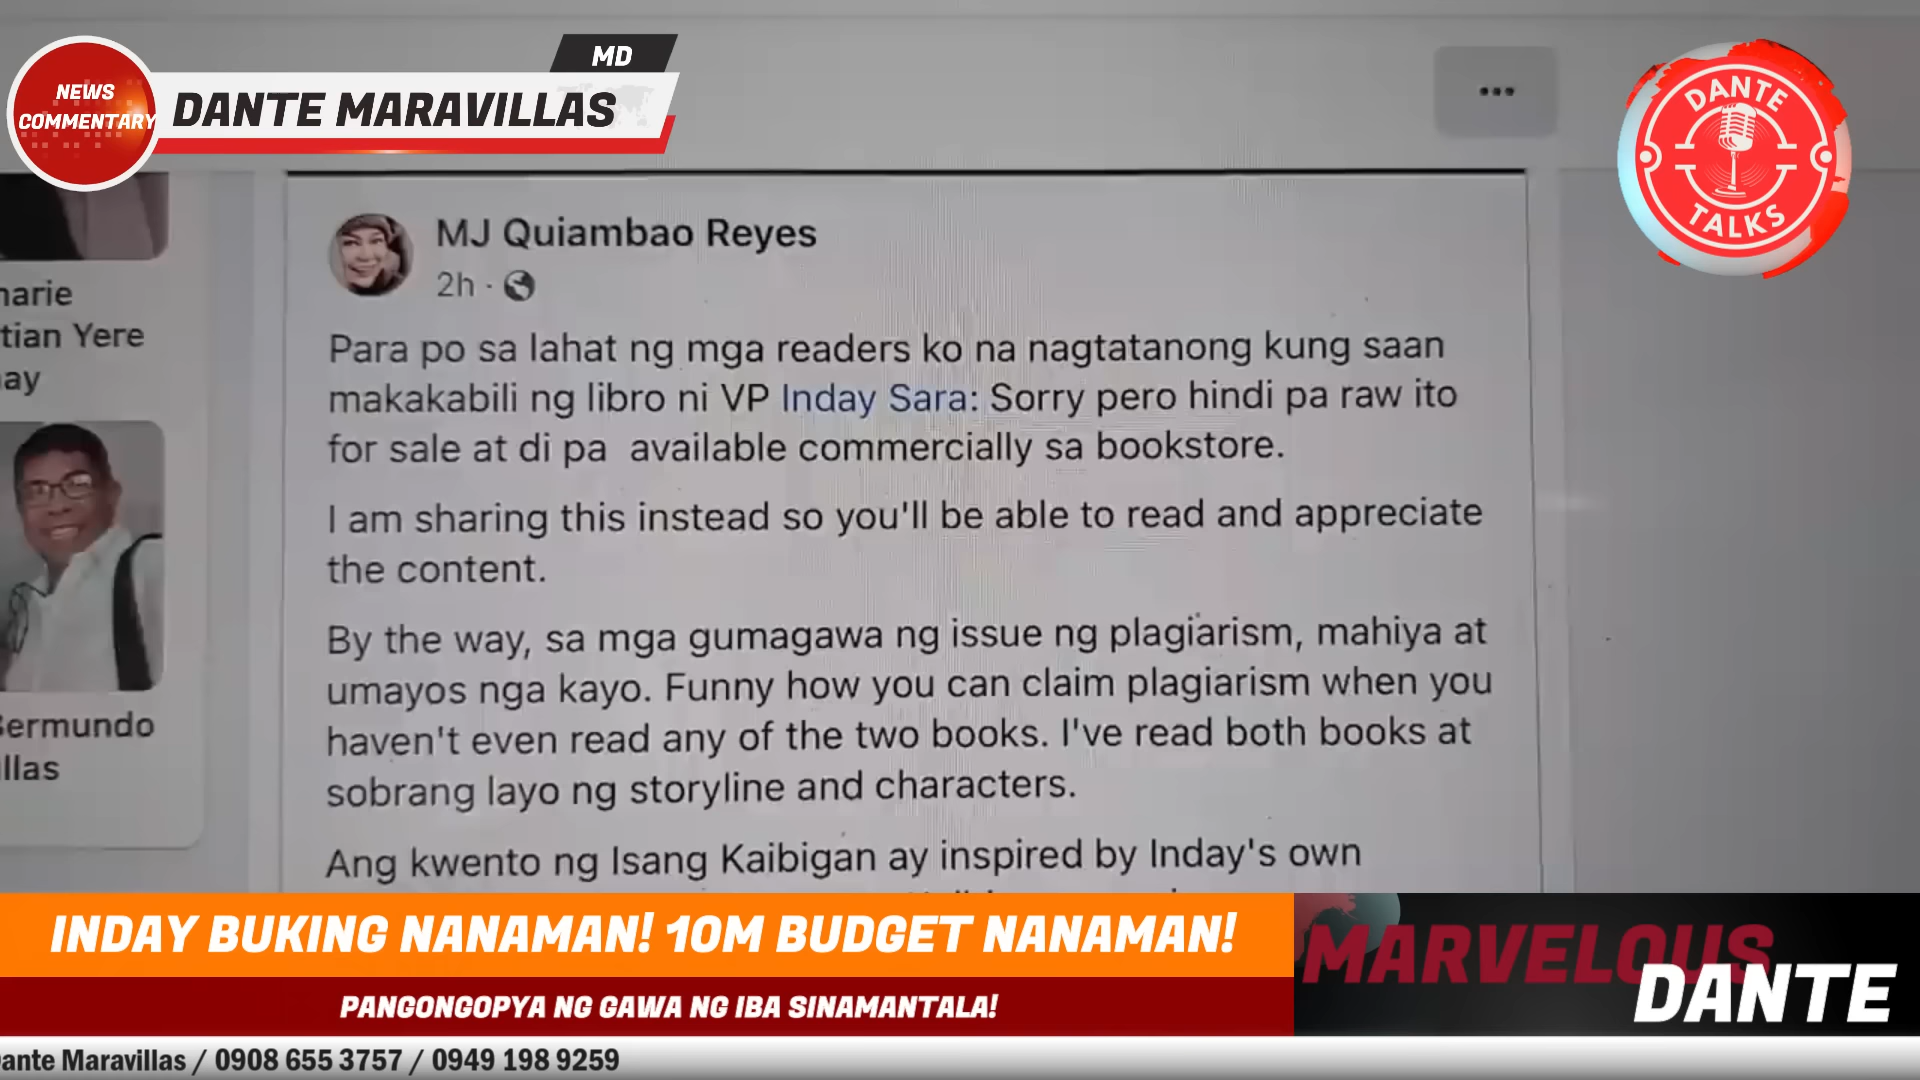 MD
NEWS
COMMENTARY
DANTE MARAVILLAS
DANTE
TALKS
MJ Quiambao Reyes
2h
Para po sa lahat ng mga readers ko na nagtatanong kung saan
makakabili ng libro ni VP Inday Sara: Sorry pero hindi pa raw ito
for sale at di pa available commercially sa bookstore.
I am sharing this instead so you'll be able to read and appreciate
the content.
By the way, sa mga gumagawa ng issue ng plagiarism, mahiya at
umayos nga kayo. Funny how you can claim plagiarism when you
haven't even read any of the two books. I've read both books at
sobrang layo ng storyline and characters.
Ang kwento ng Isang Kaibigan ay inspired by Inday's own
tian Yere
INDAY BUKING NANAMAN! 10M BUDGET NANAMAN!
PANGONGOPYA NG GAWA NG IBA SINAMANTALA!
MARVELOUS
DANTE
ante Maravillas / 0908 655 3757 / 0949 198 9259